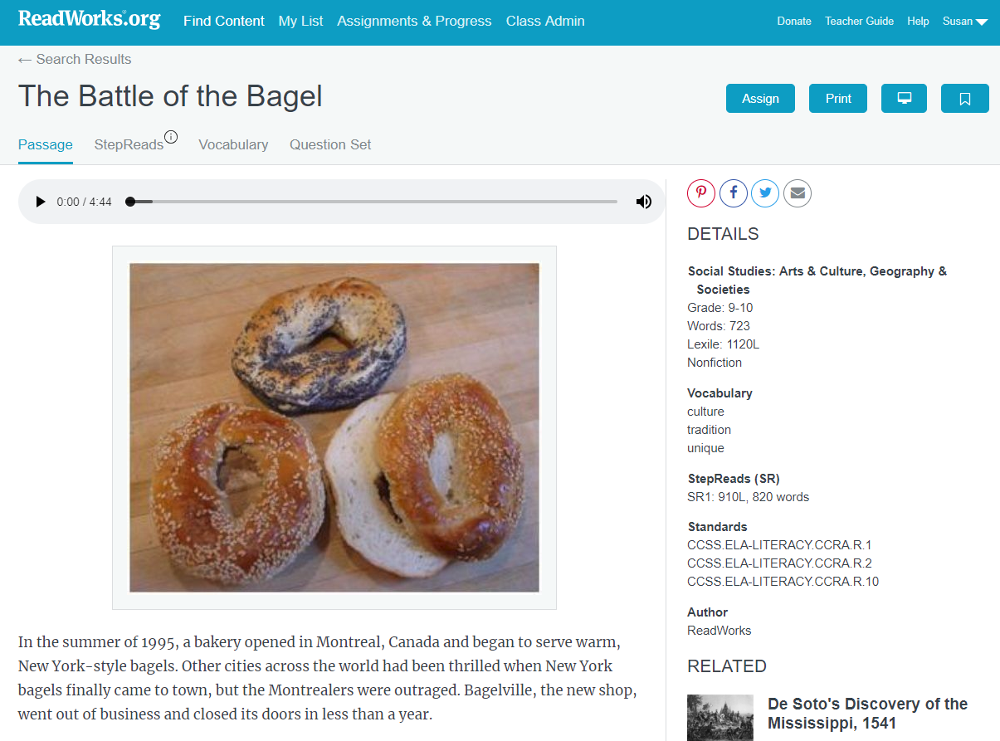 ReadWorks®.org Find Content My List Assignments & Progress Class Admin Donate Teacher Guide Help Susan
← Search Results
The Battle of the Bagel
Assign Print
Passage StepReads Vocabulary Question Set
0:00 / 4:44
In the summer of 1995, a bakery opened in Montreal, Canada and began to serve warm,
New York-style bagels. Other cities across the world had been thrilled when New York
bagels finally came to town, but the Montrealers were outraged. Bagelville, the new shop,
went out of business and closed its doors in less than a year.
DETAILS
Social Studies: Arts & Culture, Geography &
Societies
Grade: 9-10
Words: 723
Lexile: 1120L
Nonfiction
Vocabulary
culture
tradition
unique
StepReads (SR)
SR1: 910L, 820 words
Standards
CCSS.ELA-LITERACY.CCRA.R.1
CCSS.ELA-LITERACY.CCRA.R.2
CCSS.ELA-LITERACY.CCRA.R.10
Author
ReadWorks
RELATED
De Soto's Discovery of the
Mississippi, 1541